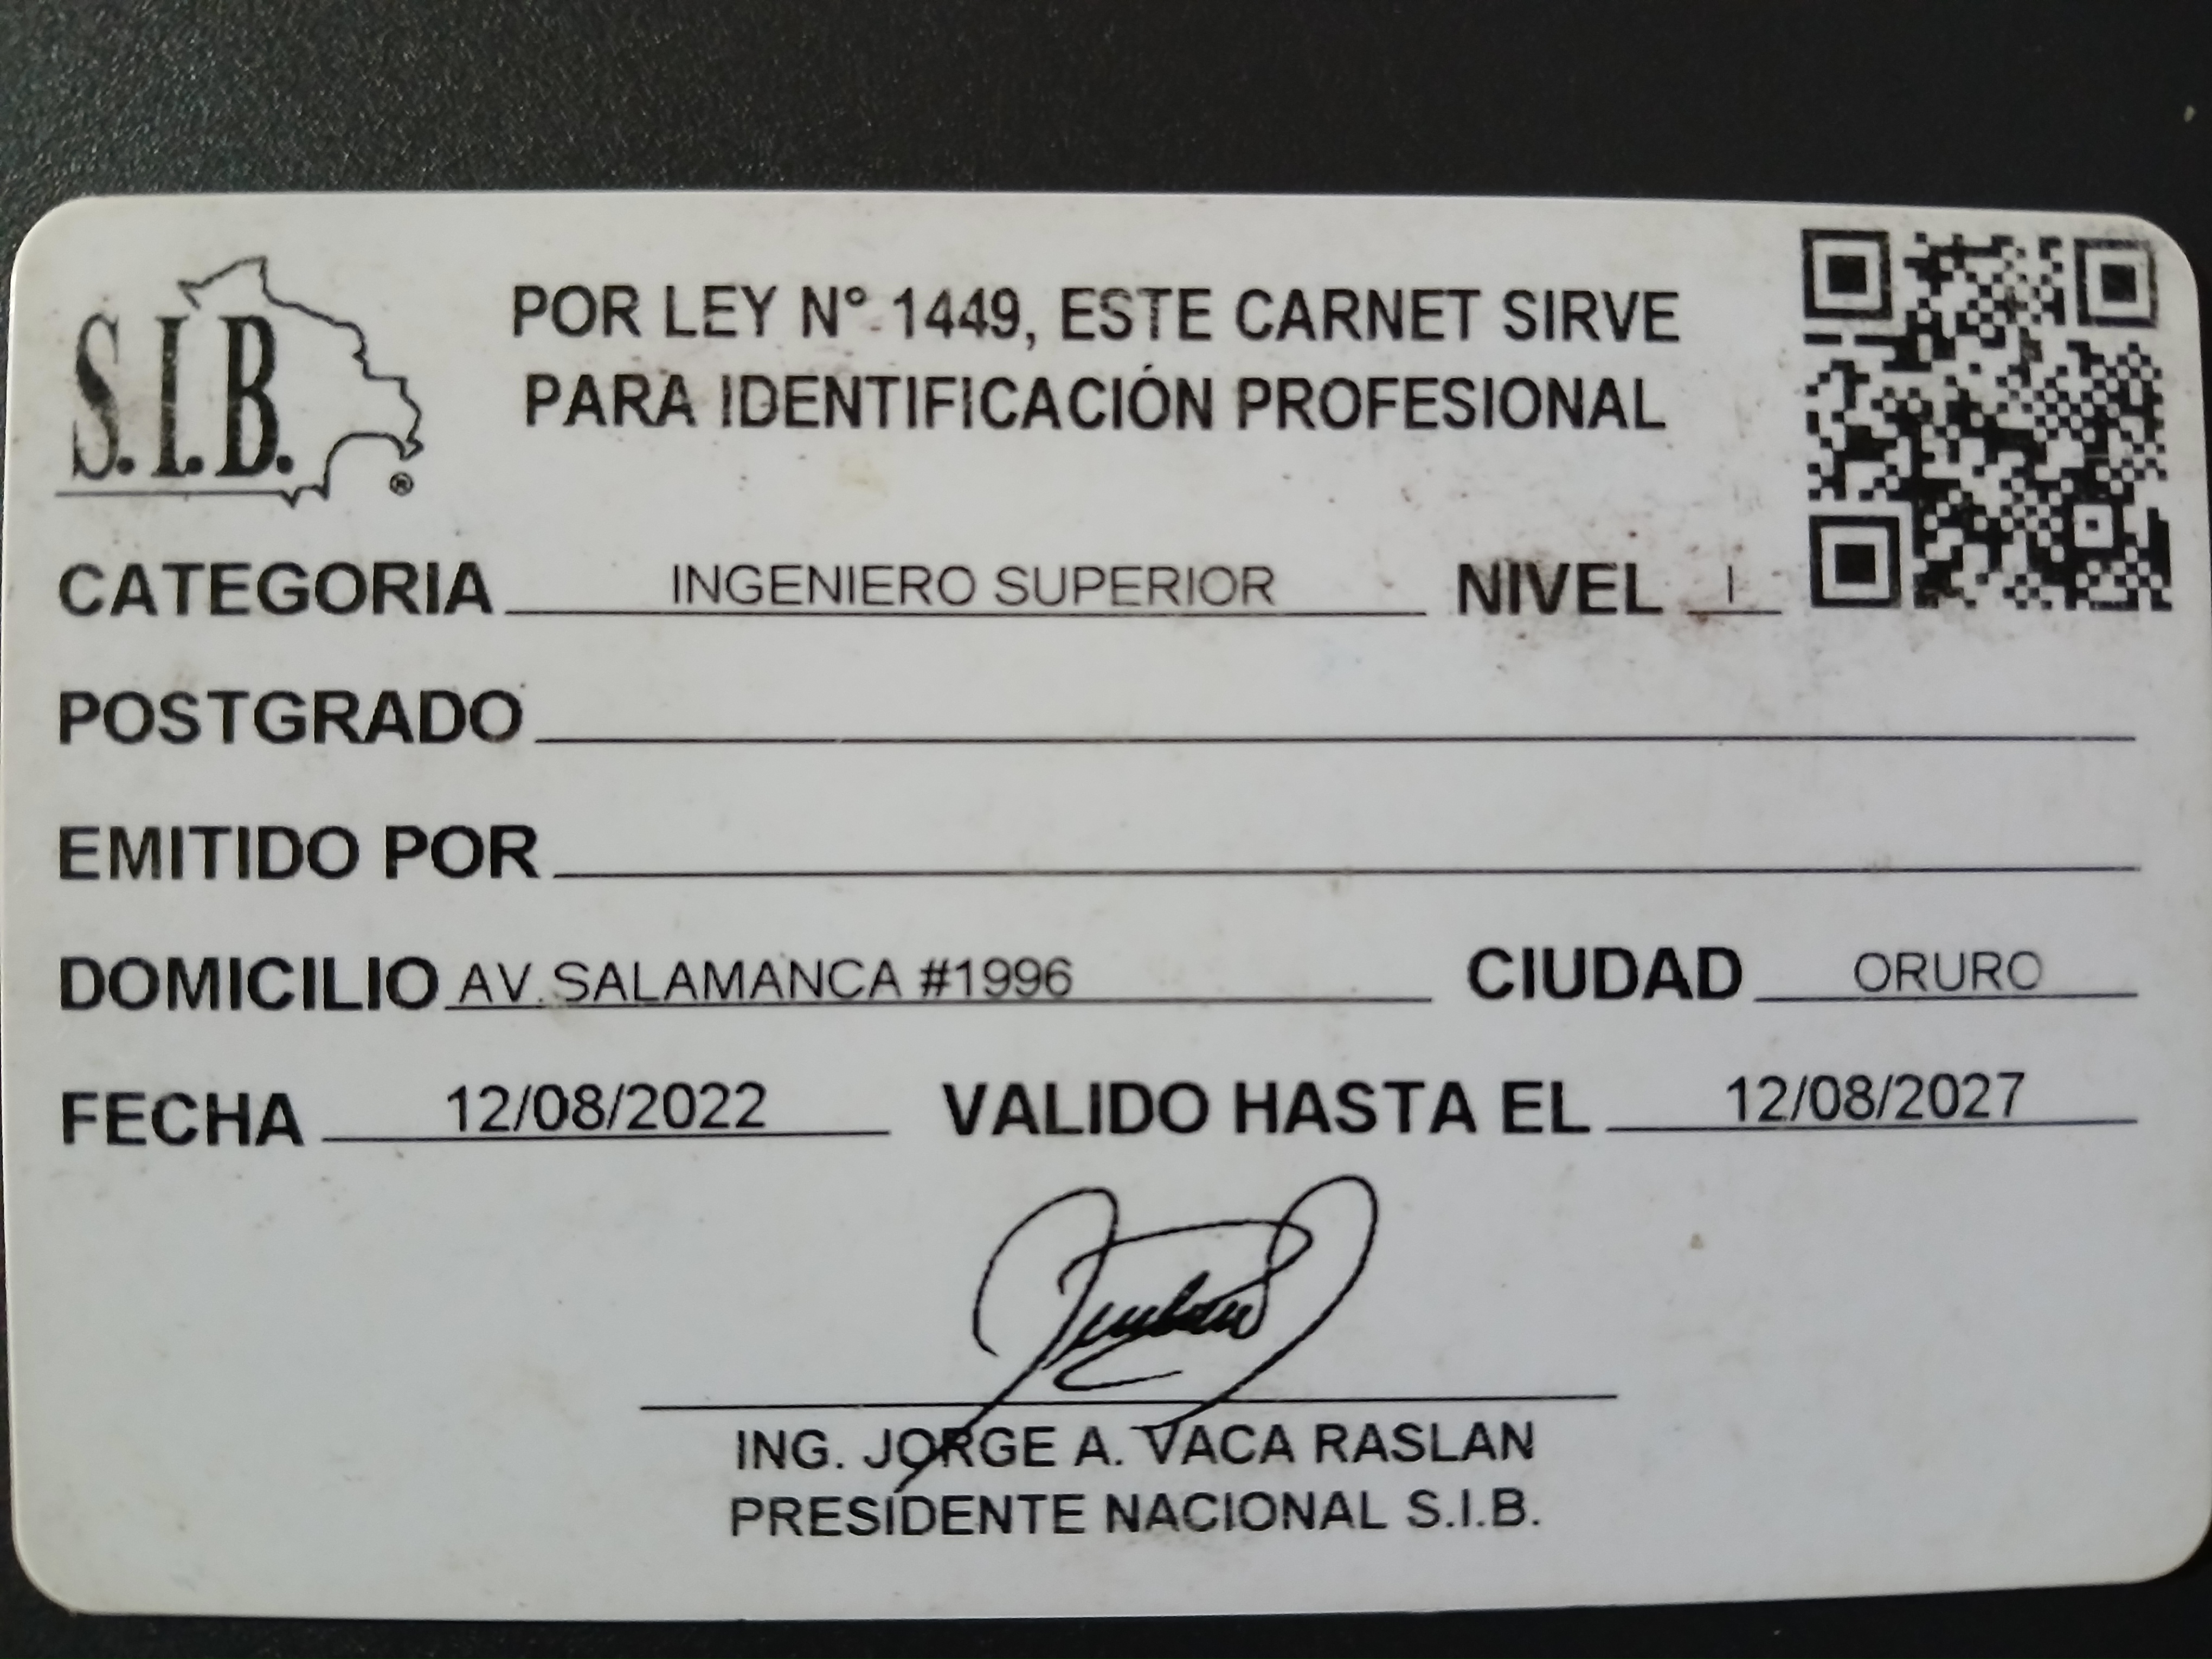 S.I.B.®
POR LEY N° 1449, ESTE CARNET SIRVE
PARA IDENTIFICACIÓN PROFESIONAL
CATEGORIA INGENIERO SUPERIOR NIVEL I
POSTGRADO
EMITIDO POR
DOMICILIO AV. SALAMANCA #1996 CIUDAD ORURO
FECHA 12/08/2022 VALIDO HASTA EL 12/08/2027
ING. JORGE A. VACA RASLAN
PRESIDENTE NACIONAL S.I.B.